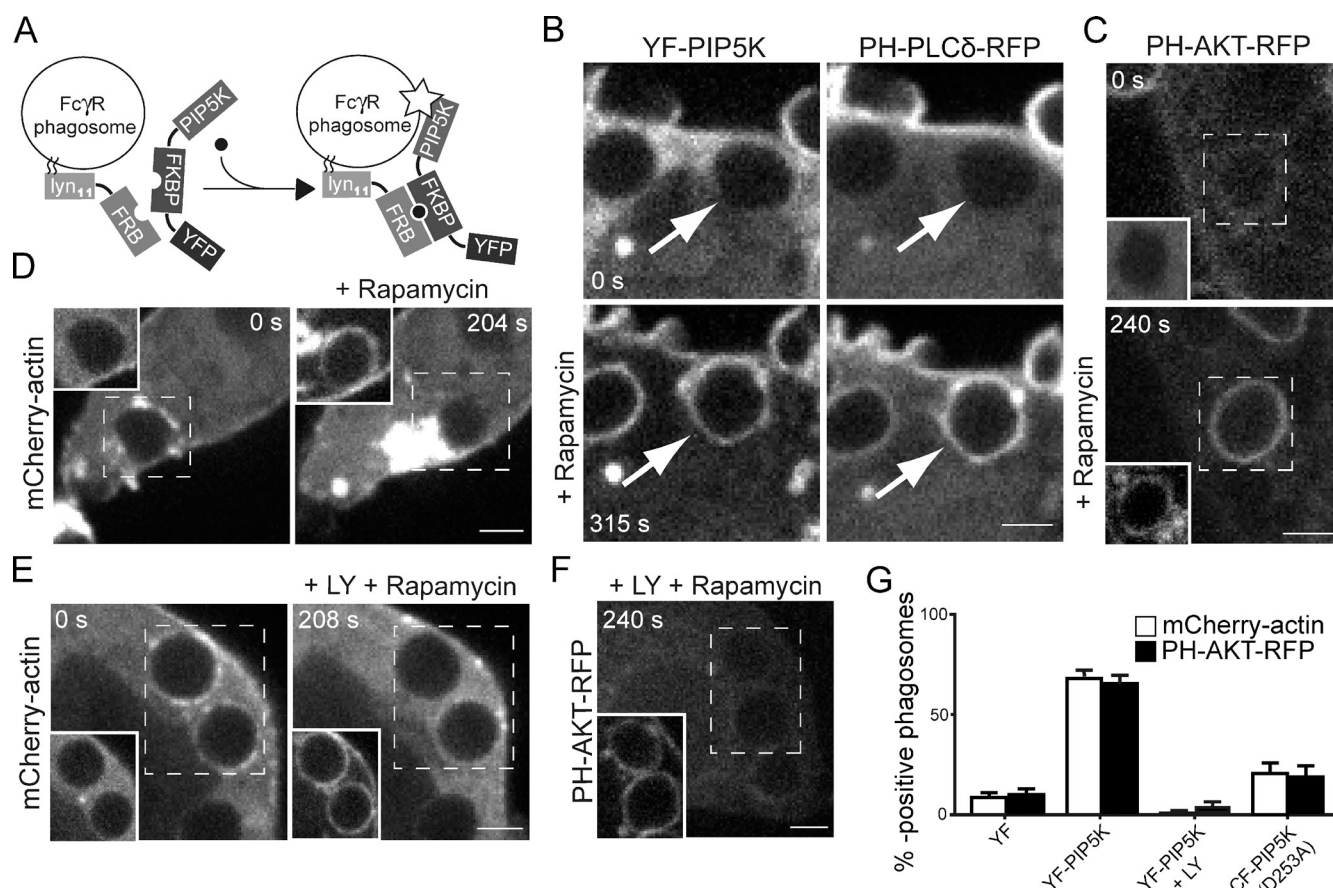 A
FcγR
phagosome
PIP5K
FKBP
lyn11
FRB
YFP
FcγR
phagosome
PIP5K
lyn11
FRB
FKBP
YFP
B
YF-PIP5K
PH-PLCδ-RFP
0 s
+ Rapamycin
315 s
C
PH-AKT-RFP
0 s
240 s
+ Rapamycin
D
+ Rapamycin
mCherry-actin
0 s
204 s
E
+ LY + Rapamycin
mCherry-actin
0 s
208 s
F
+ LY + Rapamycin
240 s
PH-AKT-RFP
G
% -positive phagosomes
100
50
0
mCherry-actin
PH-AKT-RFP
YF
YF-PIP5K
YF-PIP5K
+ LY
CF-PIP5K
(D253A)